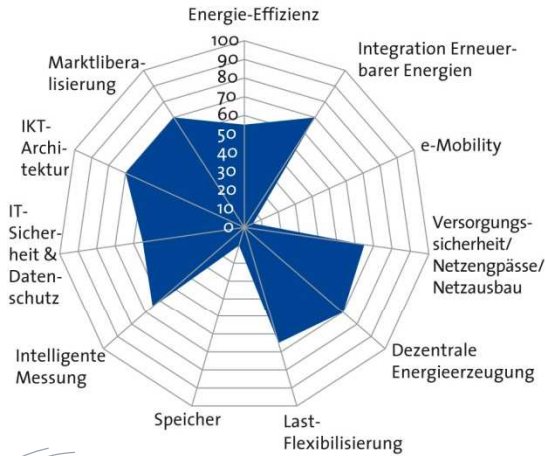 Energie-Effizienz
100
90
80
70
60
50
40
30
20
10
0
Integration Erneuer-
barer Energien
e-Mobility
Versorgungs-
sicherheit/
Netzengpässe/
Netzausbau
Dezentrale
Energieerzeugung
Last-
Flexibilisierung
Speicher
Intelligente
Messung
IT-
Sicher-
heit &
Daten-
schutz
IKT-
Archi-
tektur
Marktlibera-
lisierung